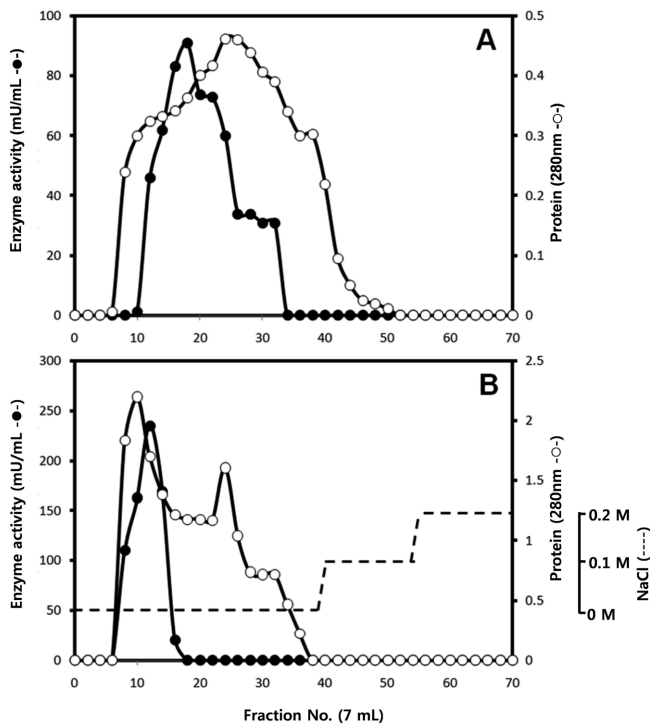 A
Enzyme activity (mU/mL -●-)
100
80
60
40
20
0
0.5
0.4
0.3
0.2
0.1
0
Protein (280nm -○-)
0 10 20 30 40 50 60 70
B
Enzyme activity (mU/mL -●-)
300
250
200
150
100
50
0
2.5
2
1.5
1
0.5
0
Protein (280nm -○-)
0.2 M
0.1 M
0 M
NaCl (----)
0 10 20 30 40 50 60 70
Fraction No. (7 mL)